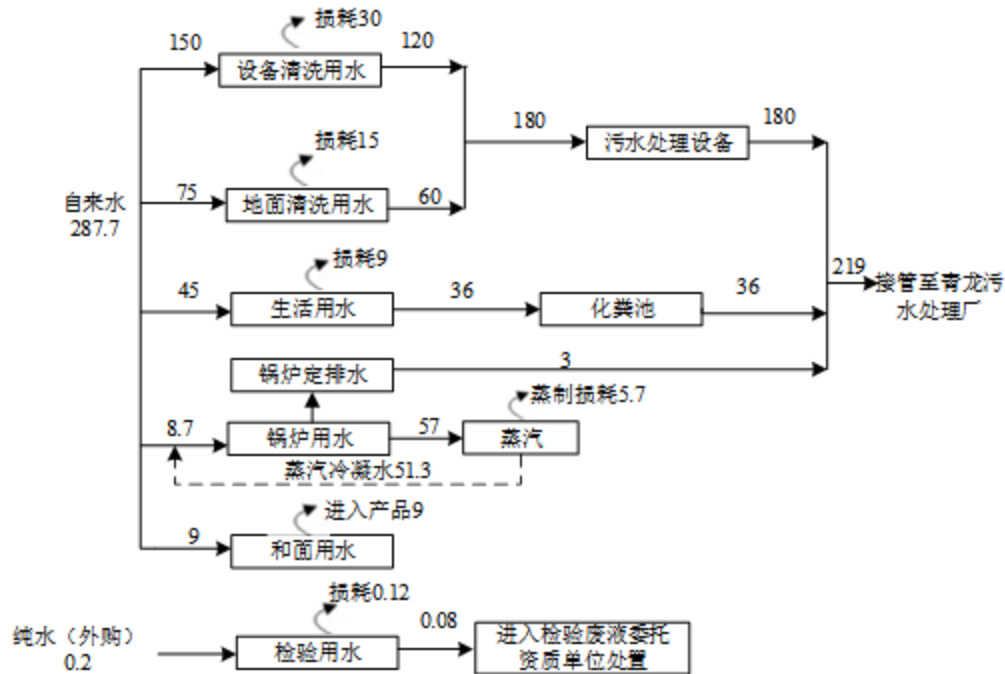 损耗30
150
设备清洗用水
120
180
污水处理设备
180
损耗15
自来水
287.7
75
地面清洗用水
60
损耗9
45
生活用水
36
化粪池
36
219
接管至青龙污
水处理厂
锅炉定排水
3
蒸制损耗5.7
8.7
锅炉用水
57
蒸汽
蒸汽冷凝水51.3
进入产品9
9
和面用水
损耗0.12
纯水（外购）
0.2
检验用水
0.08
进入检验废液委托
资质单位处置